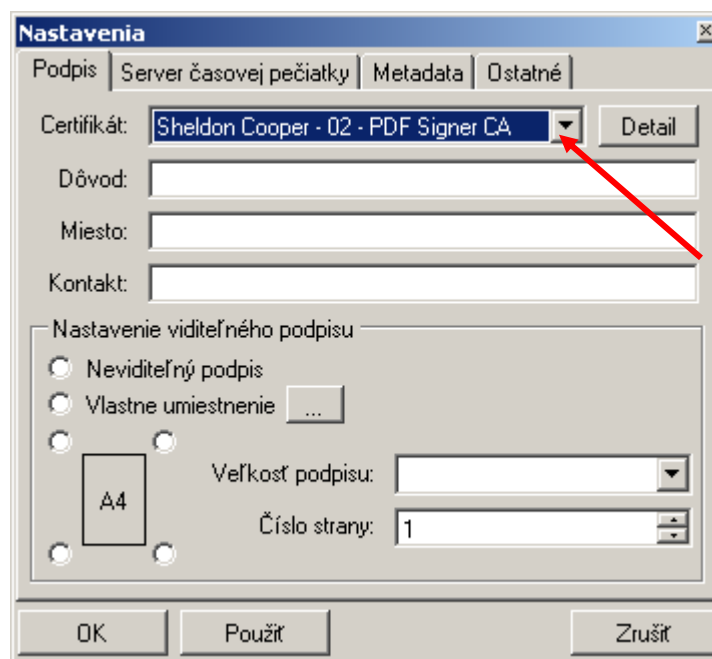 Nastavenia
Podpis Server časovej pečiatky Metadata Ostatné
Certifikát: Sheldon Cooper - 02 - PDF Signer CA Detail
Dôvod:
Miesto:
Kontakt:
Nastavenie viditeľného podpisu
Neviditeľný podpis
Vlastne umiestnenie ...
A4
Veľkosť podpisu:
Číslo strany: 1
OK Použiť Zrušiť